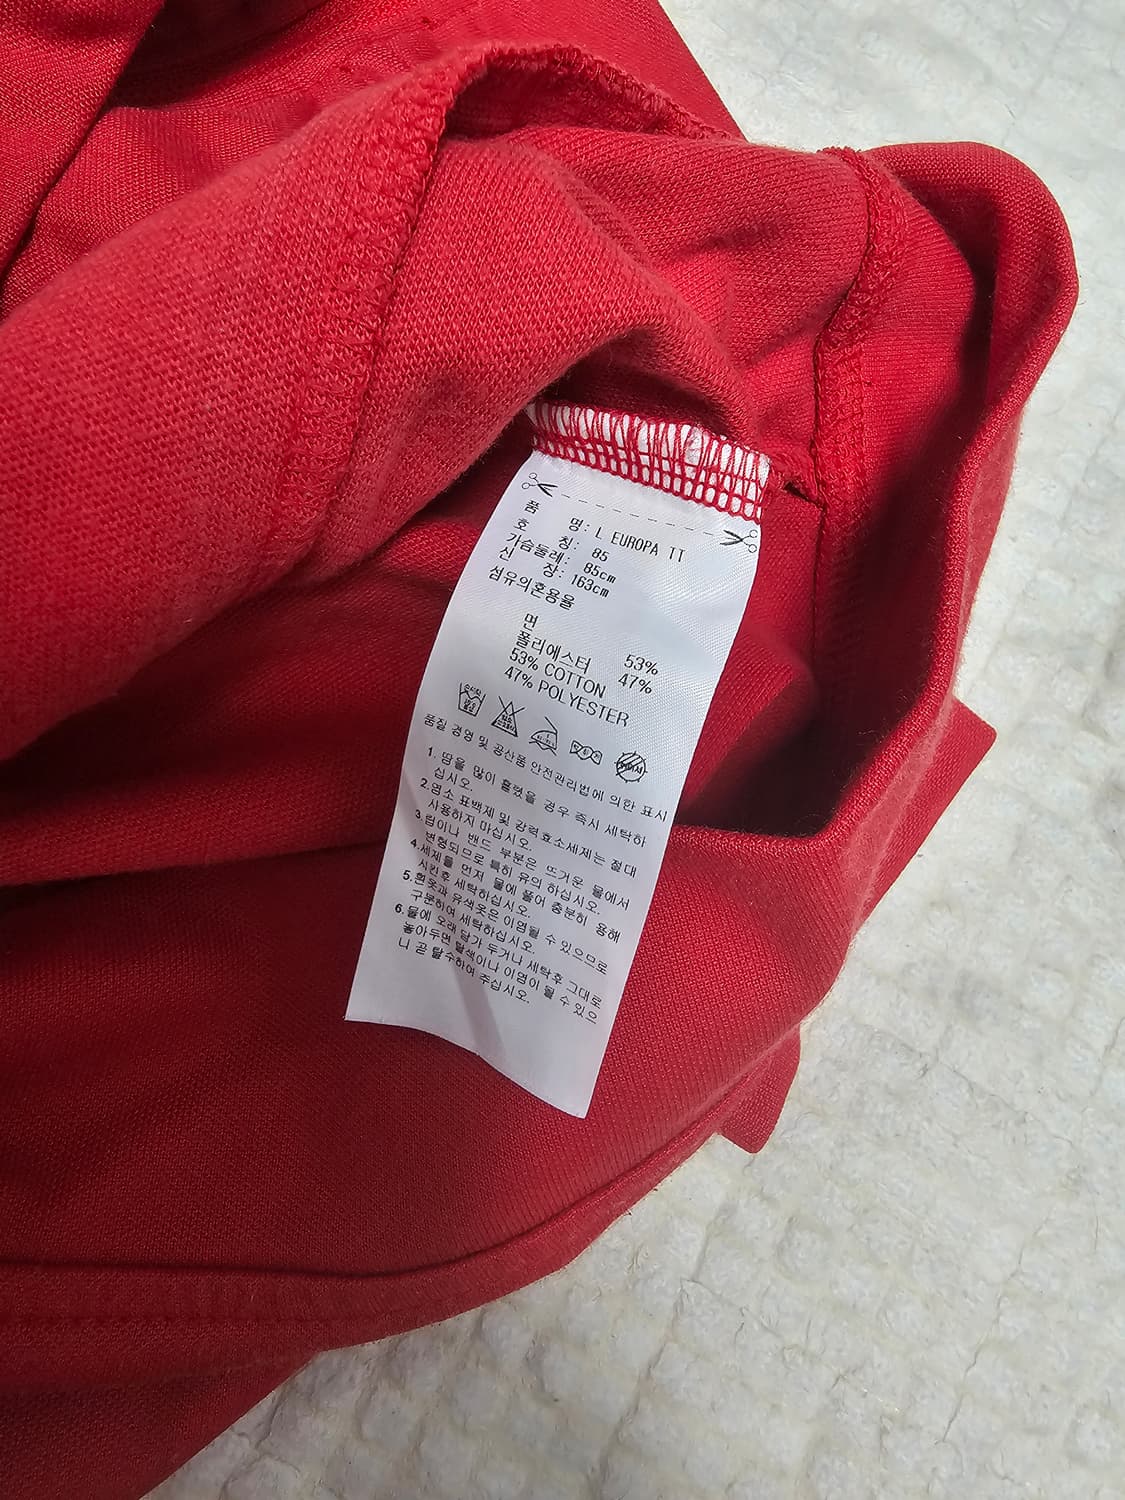 품 명: L EUROPA TT
호 칭: 85
가슴둘레: 85cm
신 장: 163cm
섬유의혼용율
면 53%
폴리에스터 47%
53% COTTON
47% POLYESTER
품질 경영 및 공산품 안전관리법에 의한 표시
1. 땀을 많이 흘렸을 경우 즉시 세탁하
십시오.
2.염소 표백제 및 강력효소세제는 절대
사용하지 마십시오.
3.립이나 밴드 부분은 뜨거운 물에서
변형되므로 특히 유의 하십시오.
4.세제를 먼저 물에 풀어 충분히 용해
시킨후 세탁하십시오.
5.흰옷과 유색옷은 이염될 수 있으므로
구분하여 세탁하십시오.
6.물에 오래 담가 두거나 세탁후 그대로
놓아두면 탈색이나 이염이 될 수 있으
니 곧 탈수하여 주십시오.